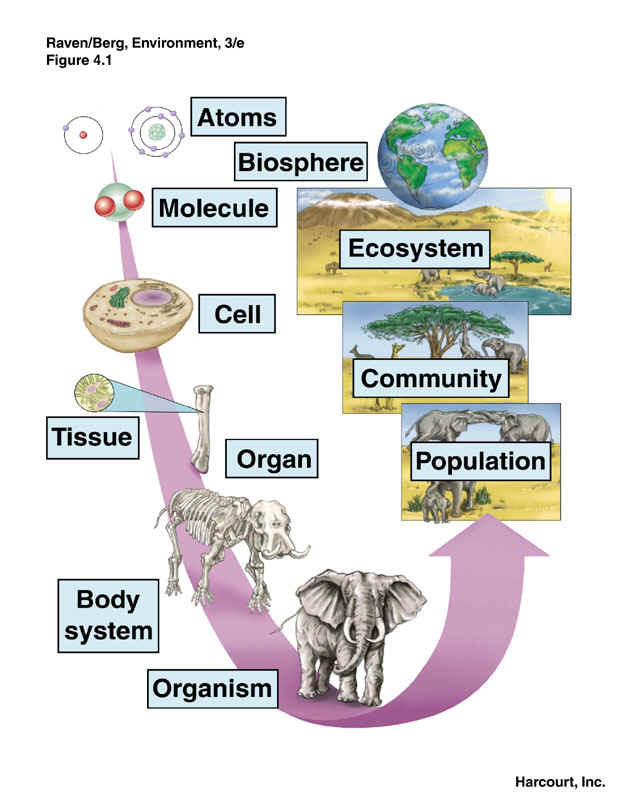 Raven/Berg, Environment, 3/e
Figure 4.1
Atoms
Biosphere
Molecule
Ecosystem
Cell
Community
Tissue
Organ
Population
Body
system
Organism
Harcourt, Inc.